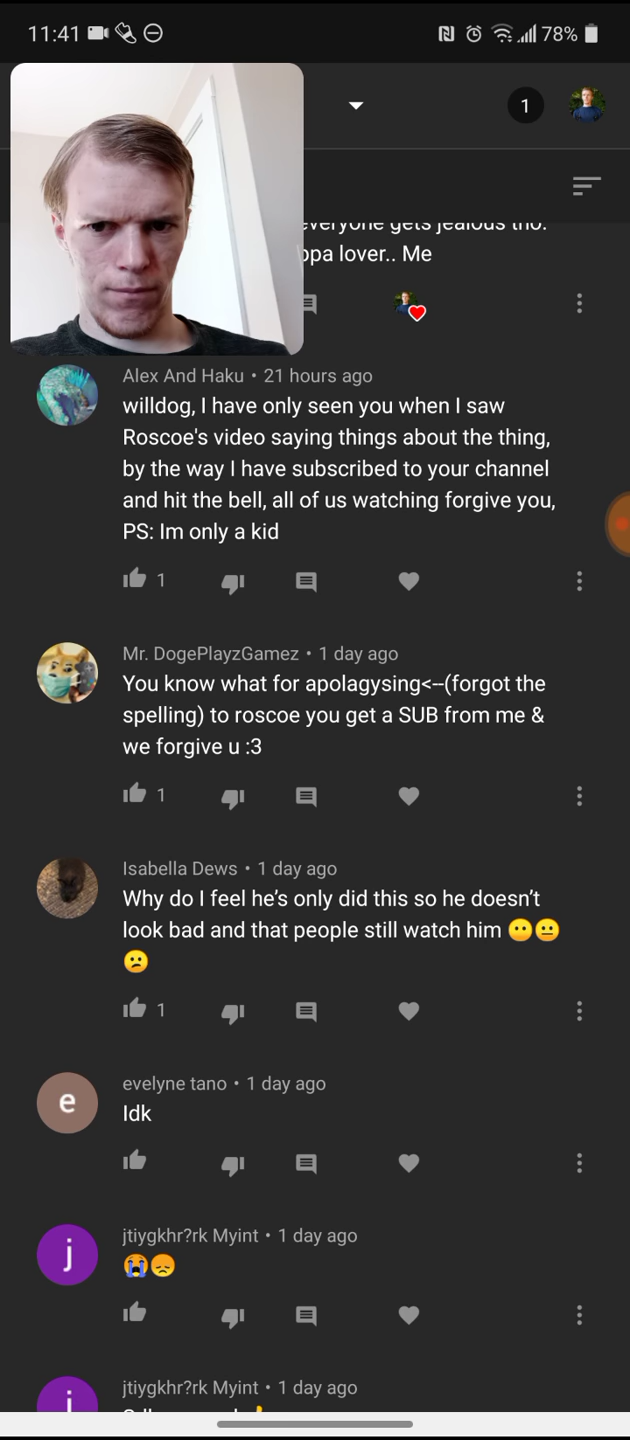 11:41 78%
1
everyone gets jealous tho.
ppa lover.. Me
Alex And Haku • 21 hours ago
willdog, I have only seen you when I saw
Roscoe's video saying things about the thing,
by the way I have subscribed to your channel
and hit the bell, all of us watching forgive you,
PS: Im only a kid
1
Mr. DogePlayzGamez • 1 day ago
You know what for apolagysing<--(forgot the
spelling) to roscoe you get a SUB from me &
we forgive u :3
1
Isabella Dews • 1 day ago
Why do I feel he’s only did this so he doesn’t
look bad and that people still watch him 😶😐
😕
1
e
evelyne tano • 1 day ago
Idk
j
jtiygkhr?rk Myint • 1 day ago
😭😞
j
jtiygkhr?rk Myint • 1 day ago